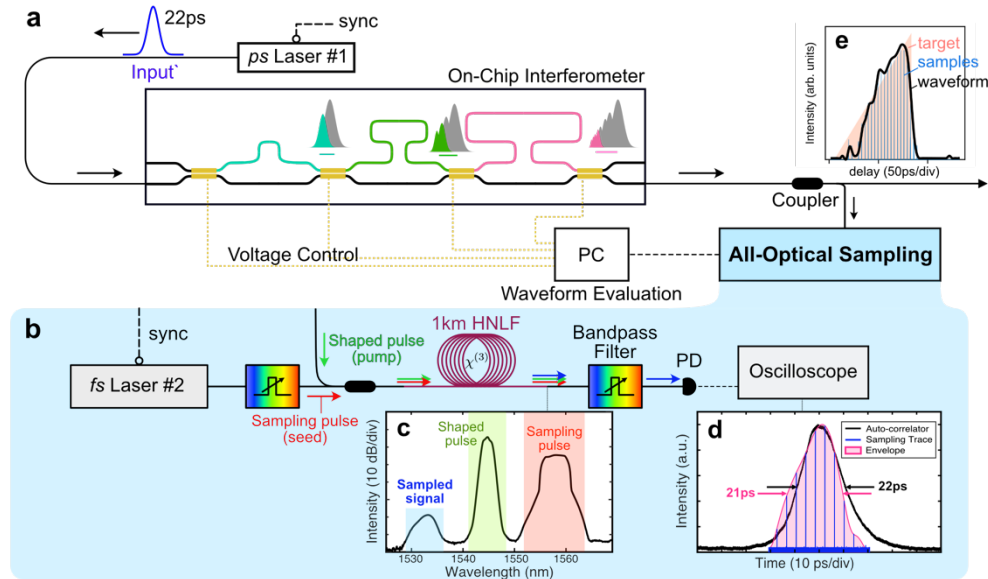 a
22ps
Input`
sync
ps Laser #1
On-Chip Interferometer
Voltage Control
PC
Waveform Evaluation
Coupler
All-Optical Sampling
e
target
samples
waveform
Intensity (arb. units)
delay (50ps/div)
b
sync
fs Laser #2
Sampling pulse
(seed)
Shaped pulse
(pump)
1km HNLF
χ(3)
Bandpass
Filter
PD
Oscilloscope
c
Shaped
pulse
Sampling
pulse
Sampled
signal
Intensity (10 dB/div)
1530
1540
1550
1560
Wavelength (nm)
d
Auto-correlator
Sampling Trace
Envelope
21ps
22ps
Intensity (a.u.)
Time (10 ps/div)